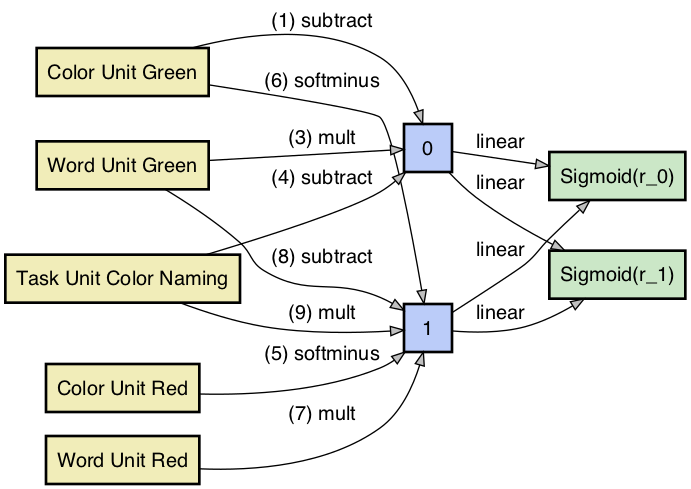 (1) subtract
Color Unit Green
(6) softminus
(3) mult
linear
Word Unit Green
0
Sigmoid(r_0)
(4) subtract
linear
(8) subtract
linear
Task Unit Color Naming
Sigmoid(r_1)
(9) mult
linear
1
(5) softminus
Color Unit Red
(7) mult
Word Unit Red